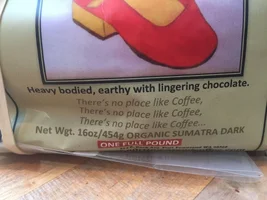 Heavy bodied, earthy with lingering chocolate.
There's no place like Coffee,
There's no place like Coffee,
There's no place like Coffee...
Net Wgt. 16oz/454g ORGANIC SUMATRA DARK
ONE FULL POUND